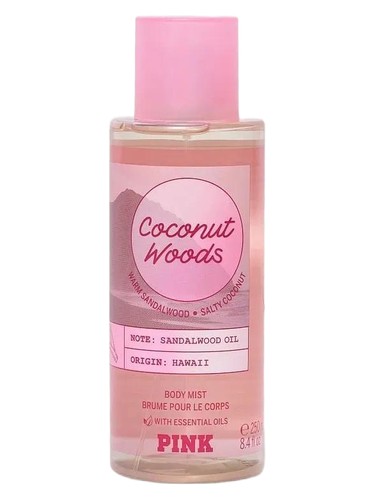 Coconut
Woods
WARM SANDALWOOD • SALTY COCONUT
NOTE: SANDALWOOD OIL
ORIGIN: HAWAII
BODY MIST
BRUME POUR LE CORPS
WITH ESSENTIAL OILS
PINK
℮ 250
8.4 fl